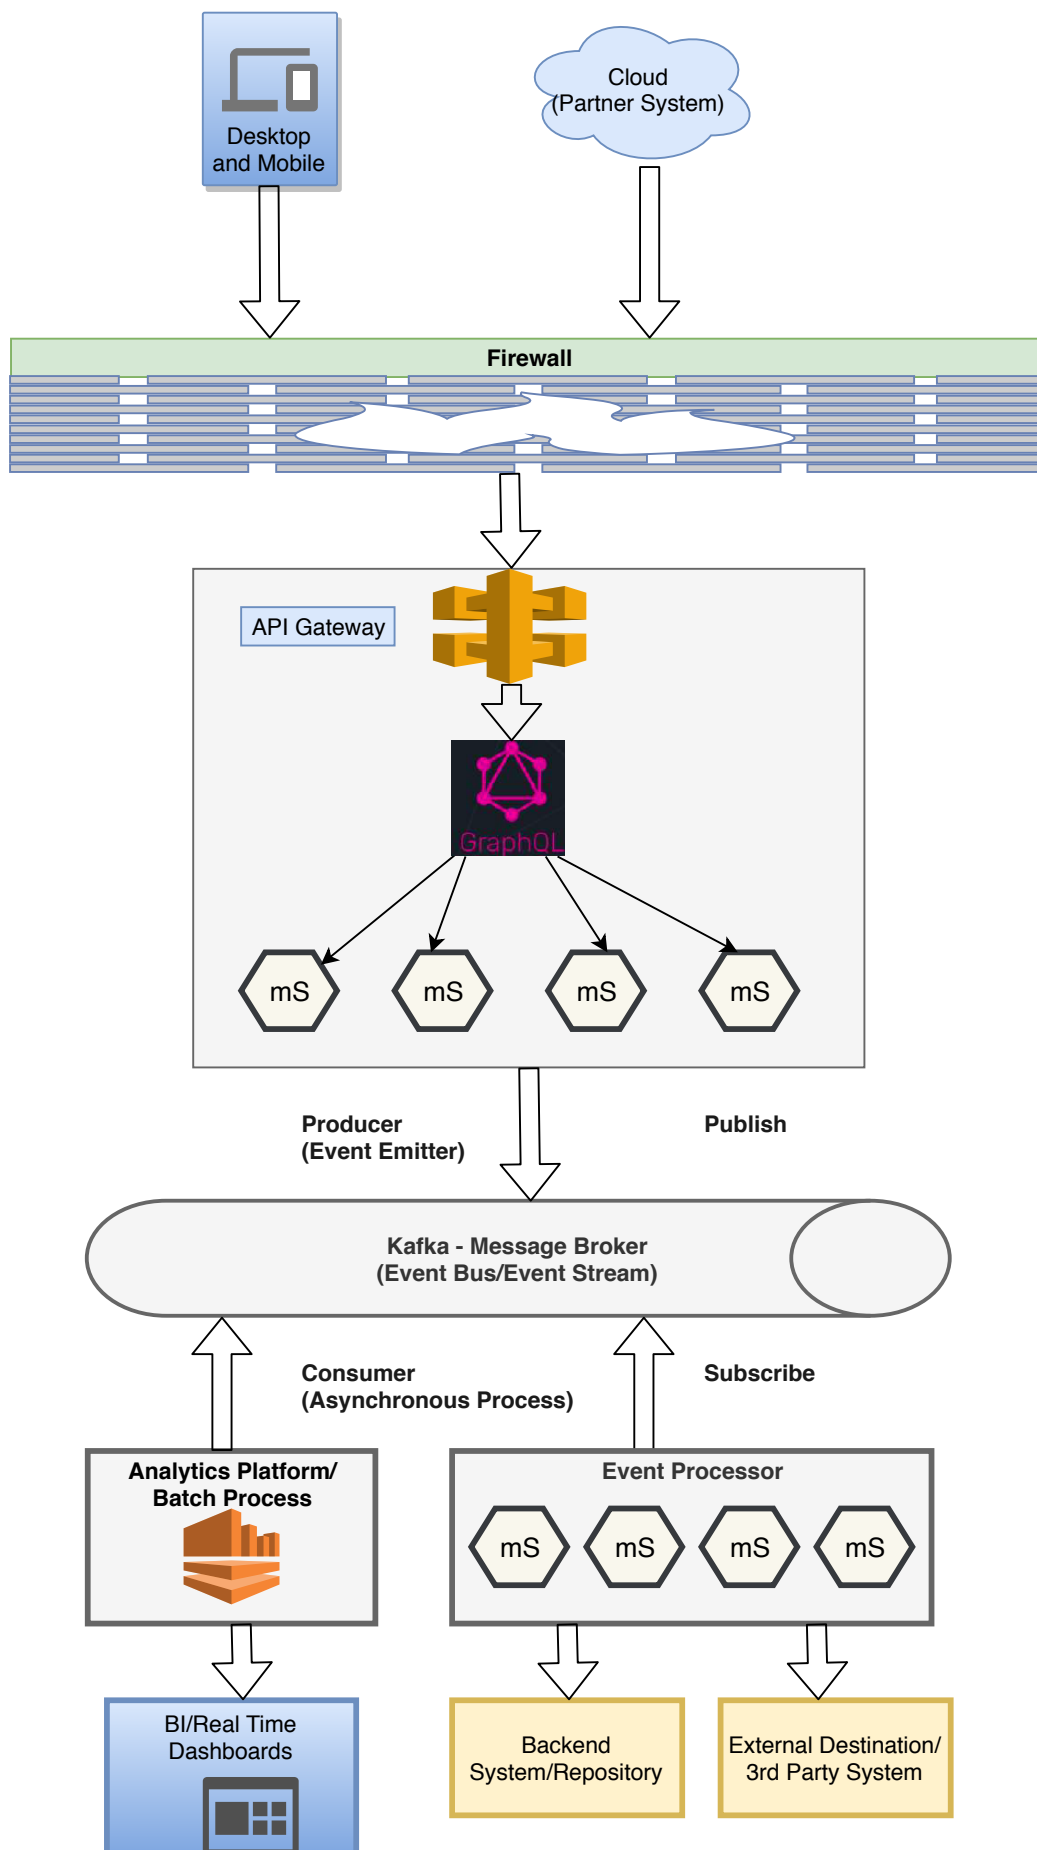 Desktop
and Mobile
Cloud
(Partner System)
Firewall
API Gateway
GraphQL
mS
mS
mS
mS
Producer
(Event Emitter)
Publish
Kafka - Message Broker
(Event Bus/Event Stream)
Consumer
(Asynchronous Process)
Subscribe
Analytics Platform/
Batch Process
Event Processor
mS
mS
mS
mS
BI/Real Time
Dashboards
Backend
System/Repository
External Destination/
3rd Party System